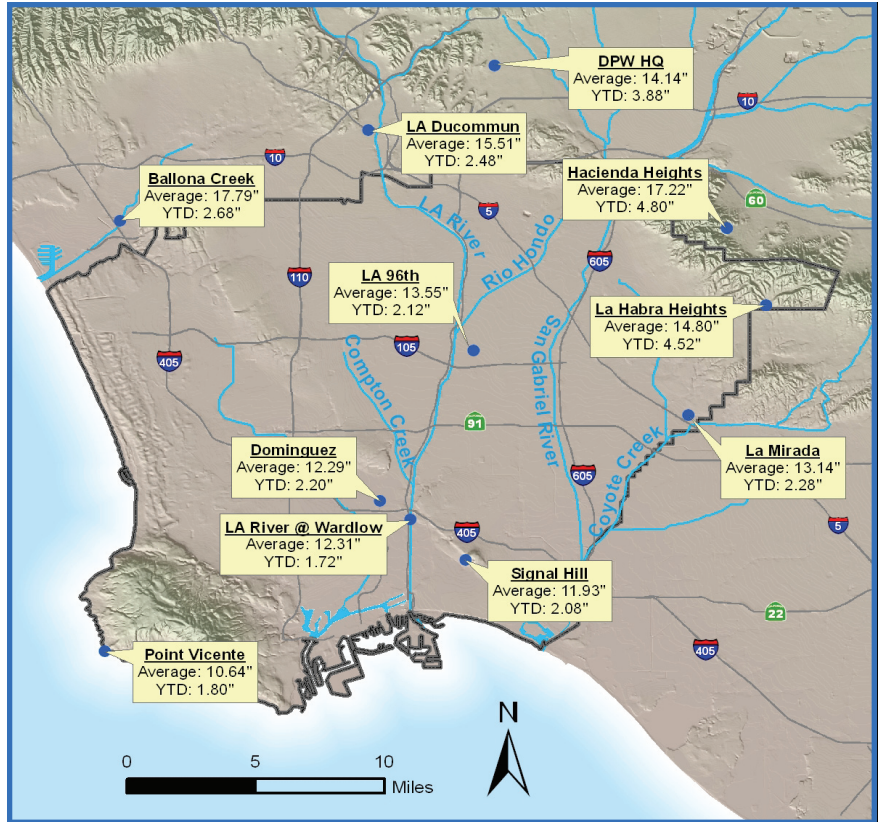 DPW HQ
Average: 14.14"
YTD: 3.88"
10
LA Ducommun
Average: 15.51"
YTD: 2.48"
10
Ballona Creek
Average: 17.79"
YTD: 2.68"
Hacienda Heights
Average: 17.22"
YTD: 4.80"
60
5
LA River
Rio Hondo
605
110
LA 96th
Average: 13.55"
YTD: 2.12"
La Habra Heights
Average: 14.80"
YTD: 4.52"
405
105
Compton Creek
San Gabriel River
91
Dominguez
Average: 12.29"
YTD: 2.20"
La Mirada
Average: 13.14"
YTD: 2.28"
605
Coyote Creek
5
LA River @ Wardlow
Average: 12.31"
YTD: 1.72"
405
Signal Hill
Average: 11.93"
YTD: 2.08"
22
405
Point Vicente
Average: 10.64"
YTD: 1.80"
N
0 5 10
Miles